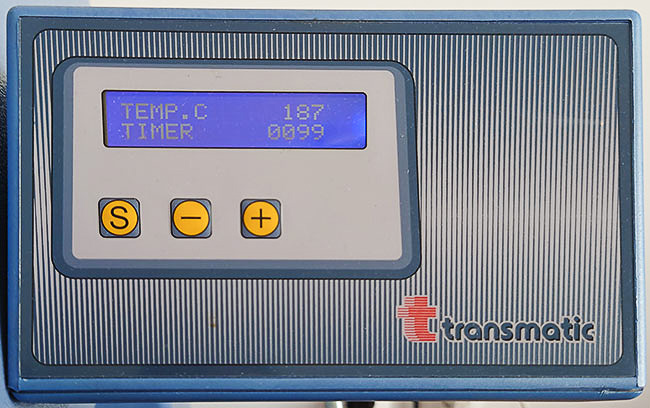 TEMP.C 187
TIMER 0099
S - +
transmatic